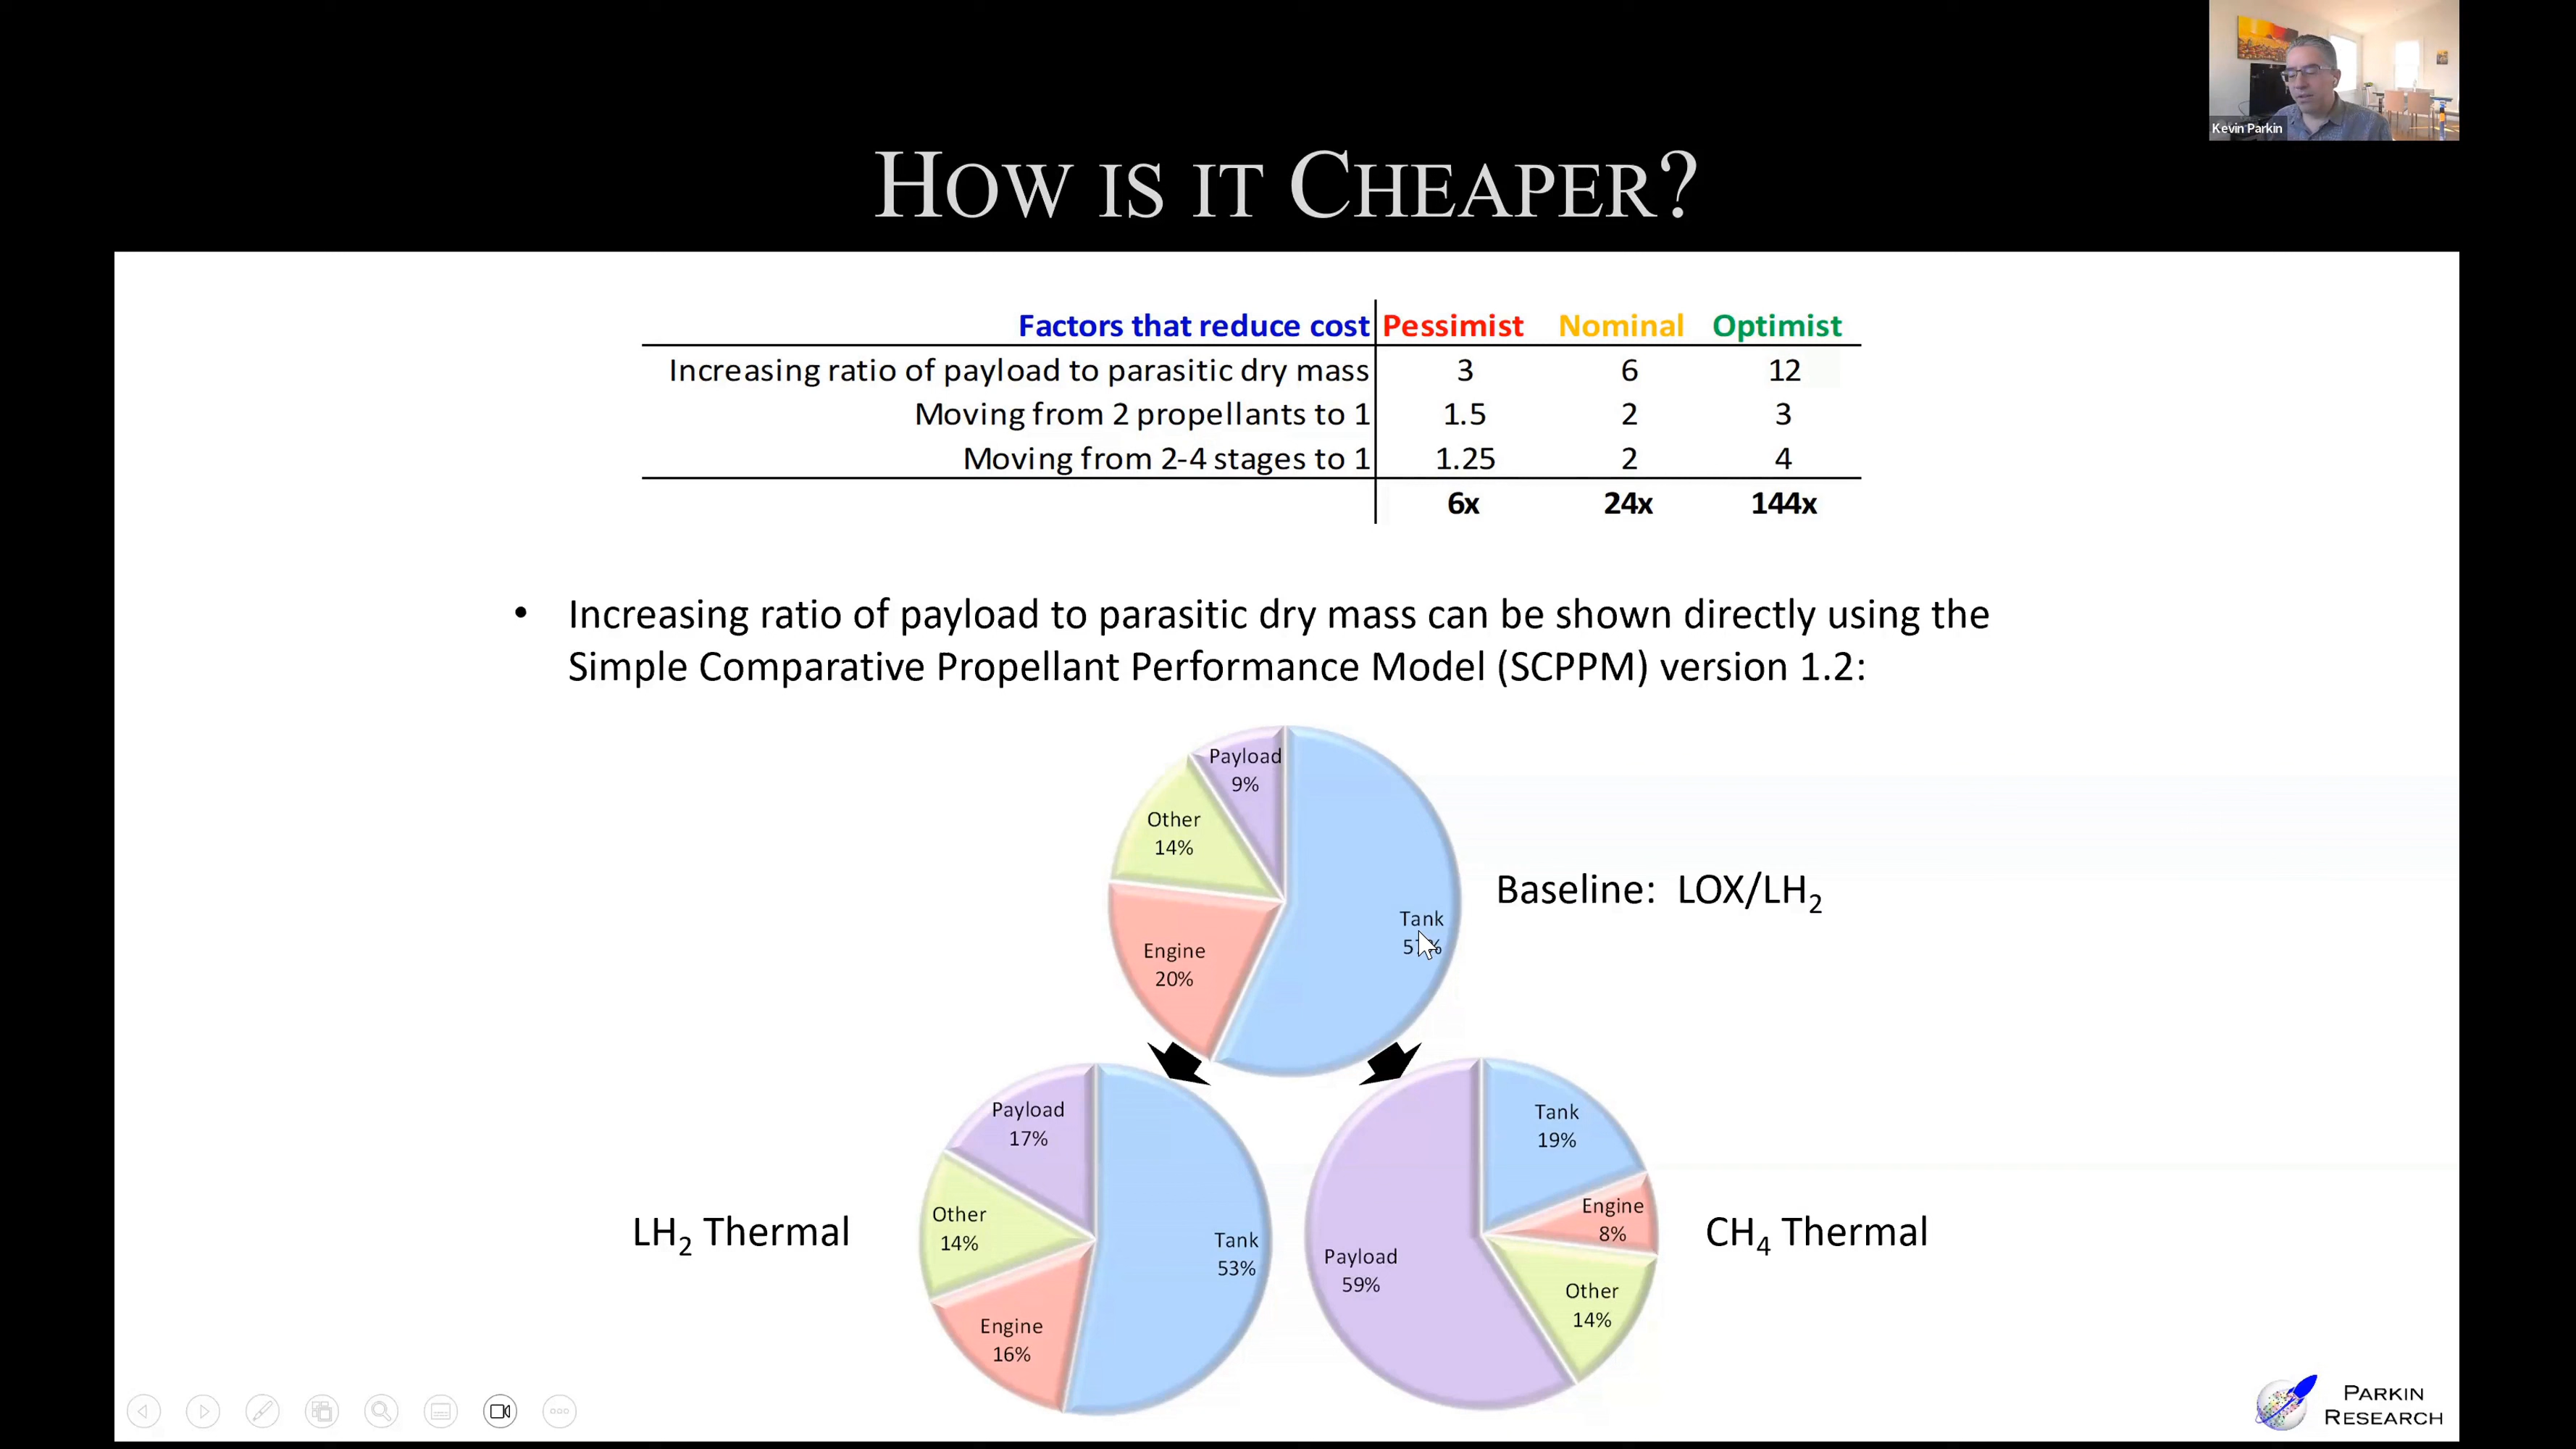 Kevin Parkin
HOW IS IT CHEAPER?
Factors that reduce cost Pessimist Nominal Optimist
Increasing ratio of payload to parasitic dry mass 3 6 12
Moving from 2 propellants to 1 1.5 2 3
Moving from 2-4 stages to 1 1.25 2 4
6x 24x 144x
• Increasing ratio of payload to parasitic dry mass can be shown directly using the
Simple Comparative Propellant Performance Model (SCPPM) version 1.2:
Payload
9%
Other
14%
Engine
20%
Tank
Baseline: LOX/LH2
LH2 Thermal
Payload
17%
Other
14%
Engine
16%
Tank
53%
Tank
19%
Engine
8%
Other
14%
Payload
59%
CH4 Thermal
PARKIN
RESEARCH